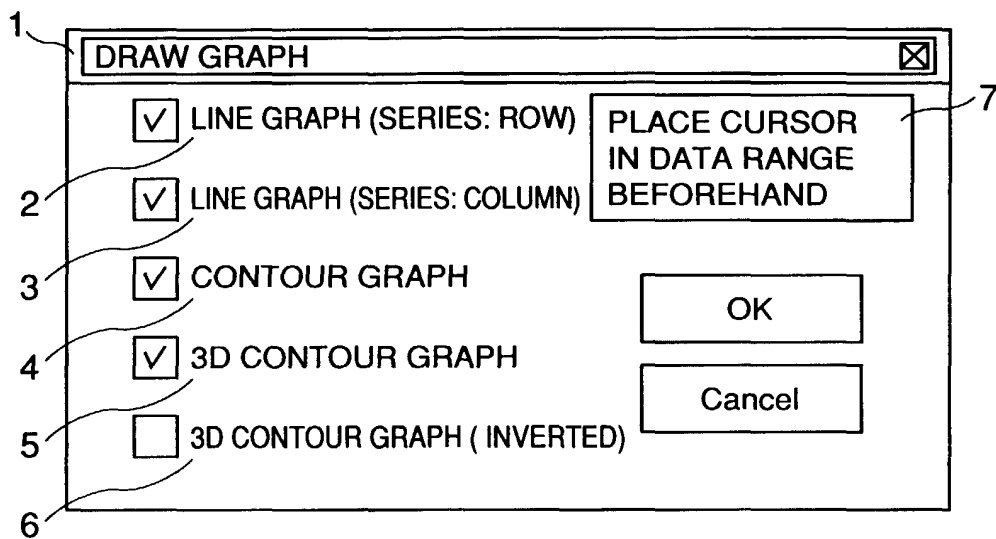 1
DRAW GRAPH
LINE GRAPH (SERIES: ROW)
2
LINE GRAPH (SERIES: COLUMN)
3
CONTOUR GRAPH
4
3D CONTOUR GRAPH
5
3D CONTOUR GRAPH ( INVERTED)
6
PLACE CURSOR
IN DATA RANGE
BEFOREHAND
7
OK
Cancel